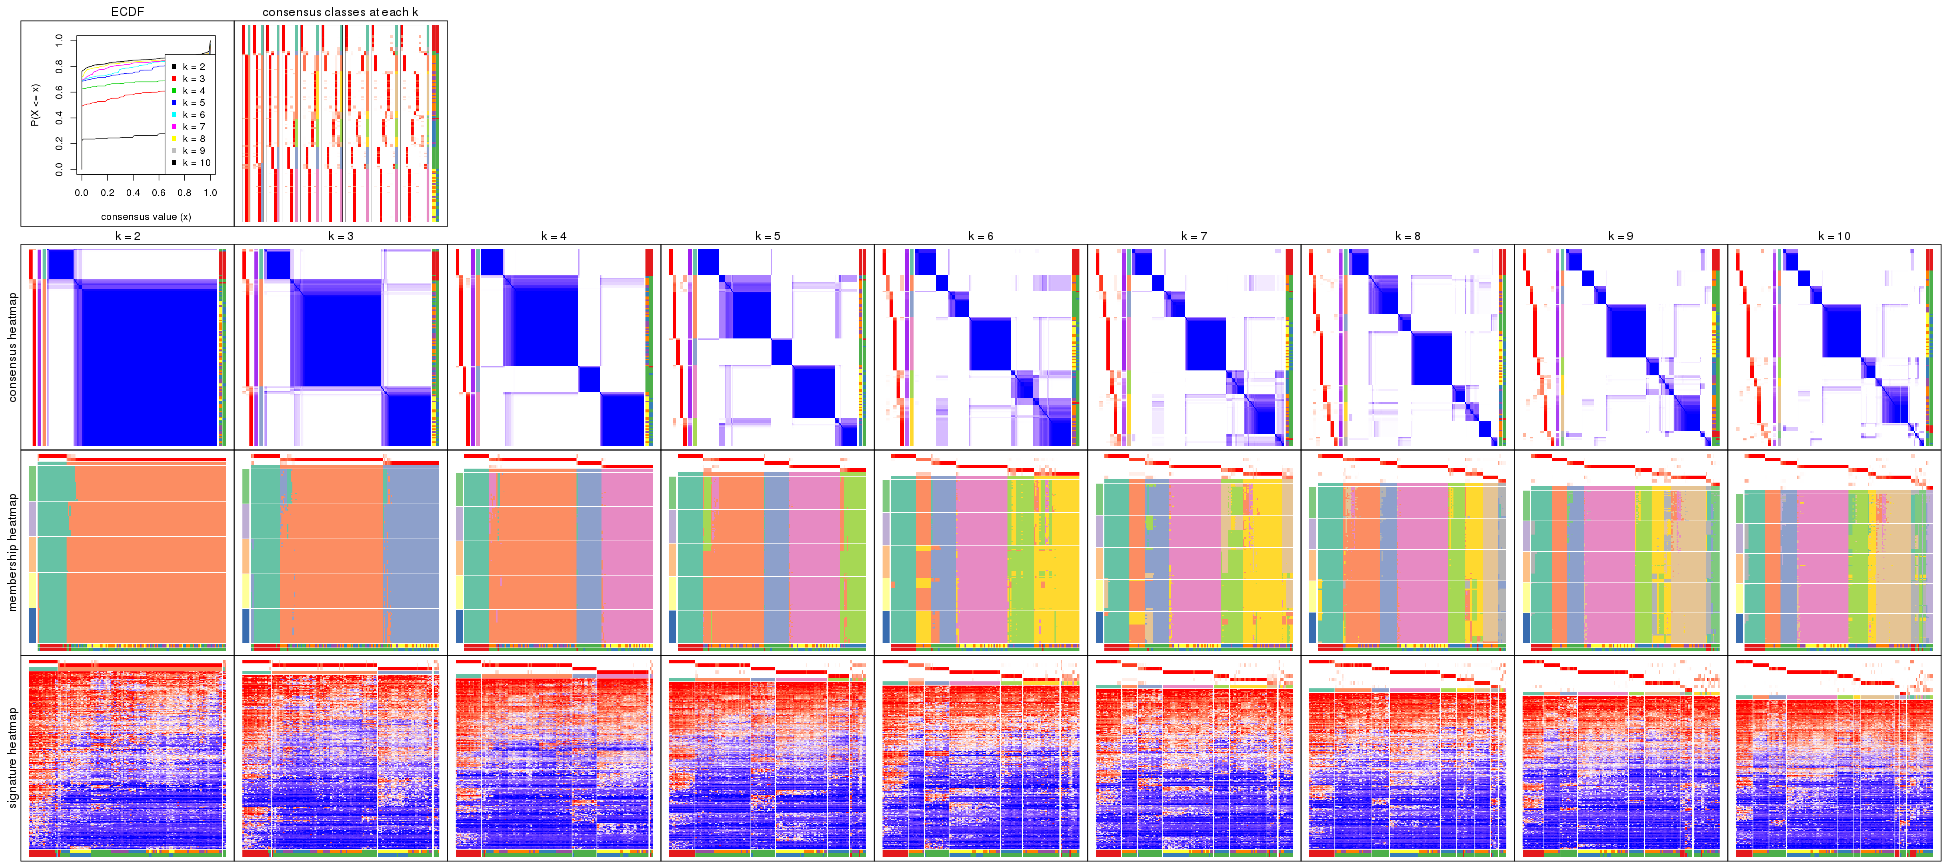 ECDF
consensus classes at each k
P(X <= x)
0.0 0.2 0.4 0.6 0.8 1.0
k = 2
k = 3
k = 4
k = 5
k = 6
k = 7
k = 8
k = 9
k = 10
0.0 0.2 0.4 0.6 0.8 1.0
consensus value (x)
k = 2 k = 3 k = 4 k = 5 k = 6 k = 7 k = 8 k = 9 k = 10
consensus heatmap
membership heatmap
signature heatmap